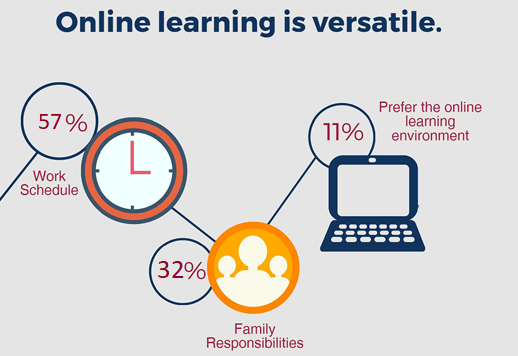 Online learning is versatile.
57%
Work
Schedule
32%
Family
Responsibilities
11%
Prefer the online
learning
environment